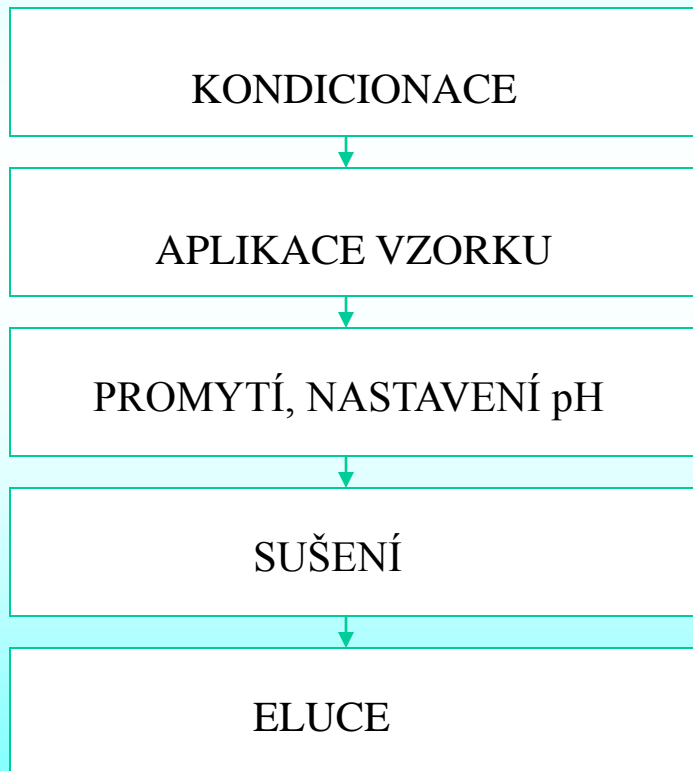 KONDICIONACE
APLIKACE VZORKU
PROMYTÍ, NASTAVENÍ pH
SUŠENÍ
ELUCE